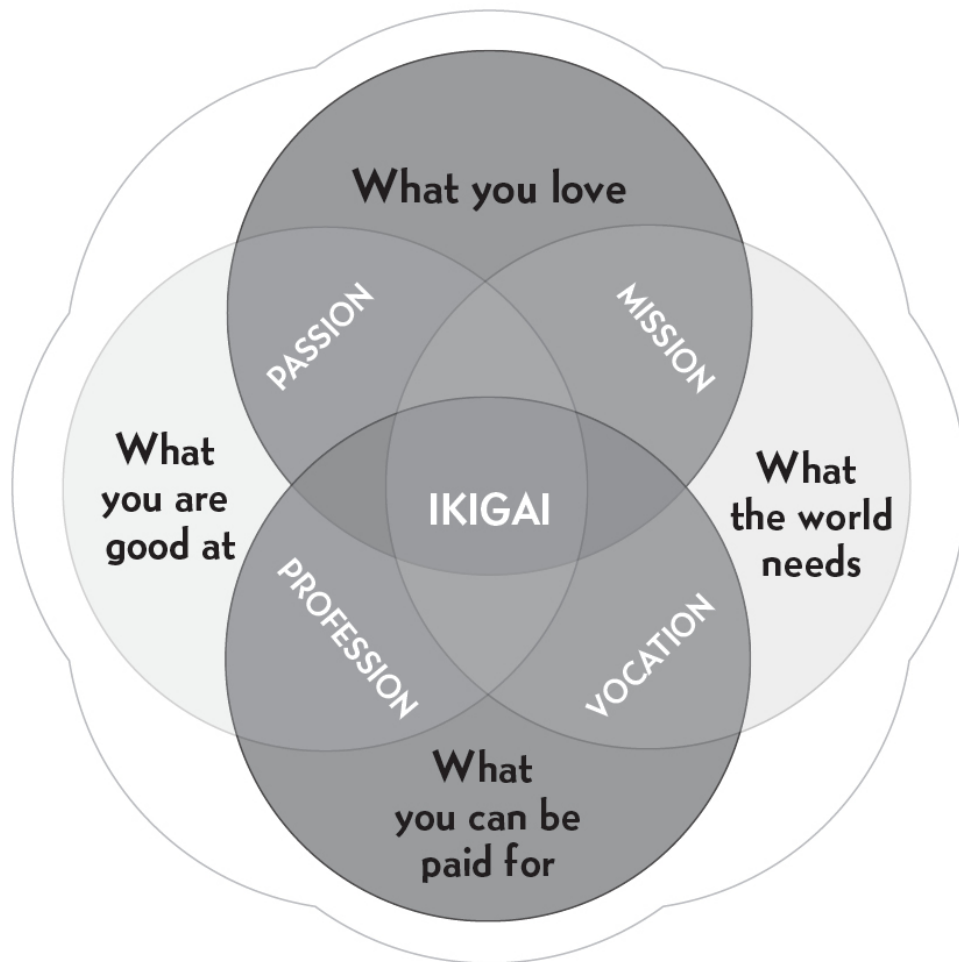 What you love
PASSION
MISSION
What
you are
good at
What
the world
needs
IKIGAI
PROFESSION
VOCATION
What
you can be
paid for